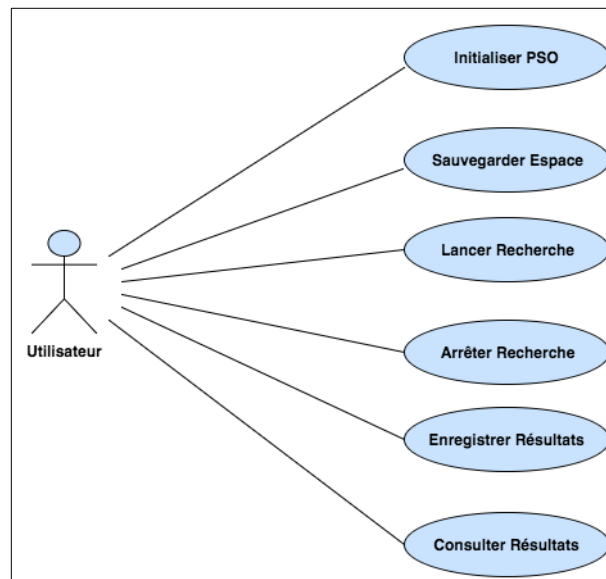 Initialiser PSO
Sauvegarder Espace
Lancer Recherche
Utilisateur
Arrêter Recherche
Enregistrer Résultats
Consulter Résultats